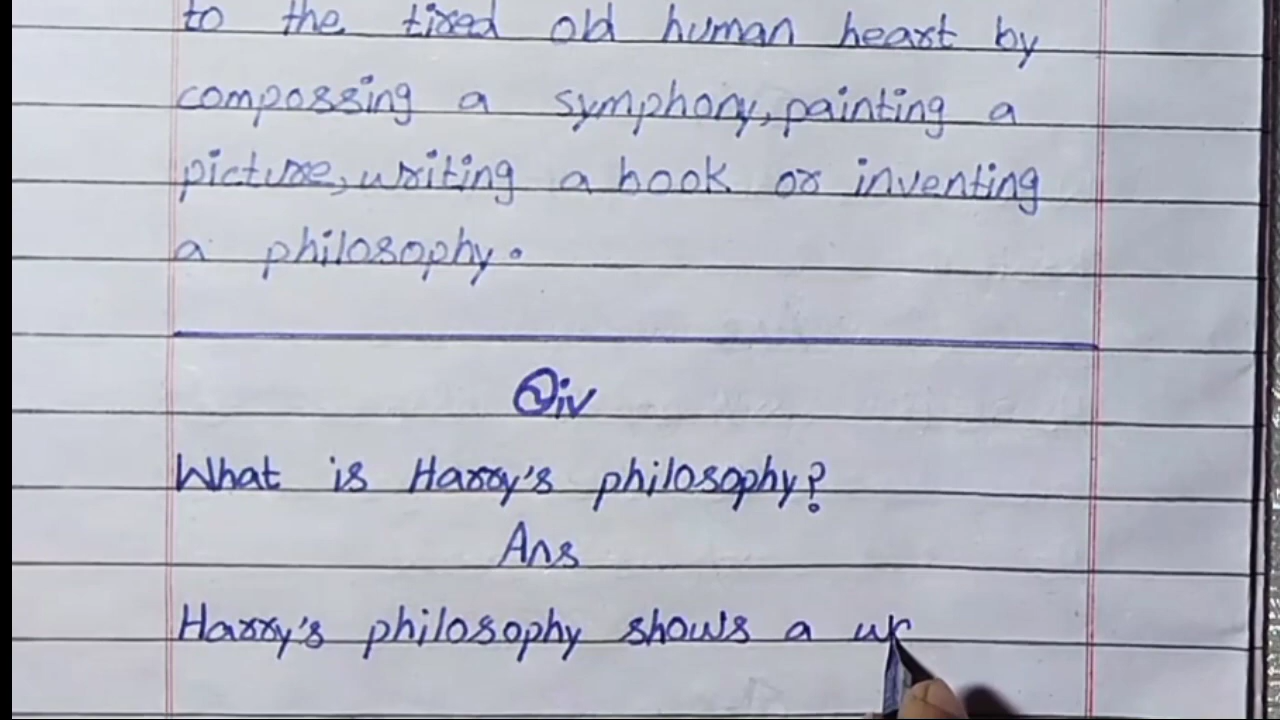 to the tired old human heart by
compossing a symphony, painting a
picture, writing a book or inventing
a philosophy.
Qiv
What is Harry's philosophy?
Ans
Harry's philosophy shows a